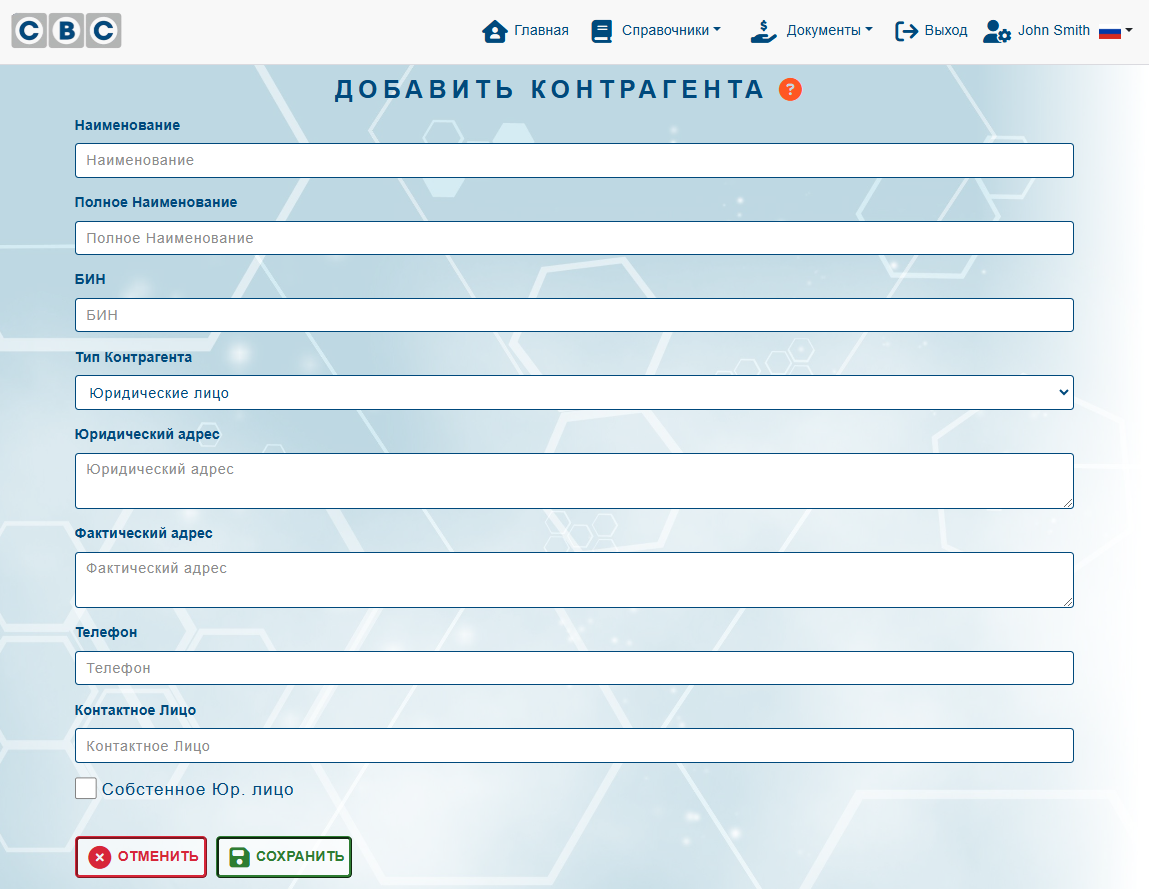 CBC
Главная Справочники Документы Выход John Smith
ДОБАВИТЬ КОНТРАГЕНТА ?
Наименование
Наименование
Полное Наименование
Полное Наименование
БИН
БИН
Тип Контрагента
Юридические лицо
Юридический адрес
Юридический адрес
Фактический адрес
Фактический адрес
Телефон
Телефон
Контактное Лицо
Контактное Лицо
Собстенное Юр. лицо
ОТМЕНИТЬ СОХРАНИТЬ